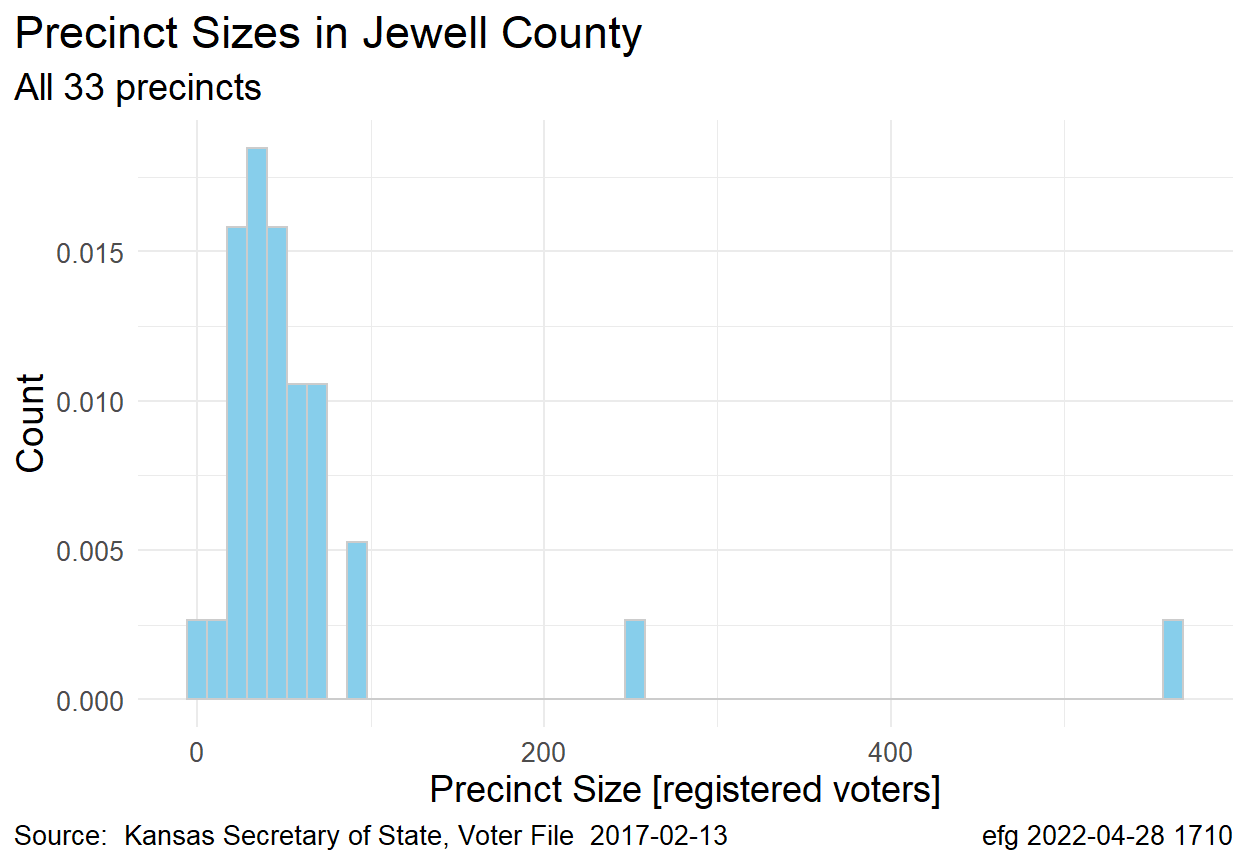 Precinct Sizes in Jewell County
All 33 precincts
Count
0.015
0.010
0.005
0.000
0 200 400
Precinct Size [registered voters]
Source:  Kansas Secretary of State, Voter File  2017-02-13
efg 2022-04-28 1710